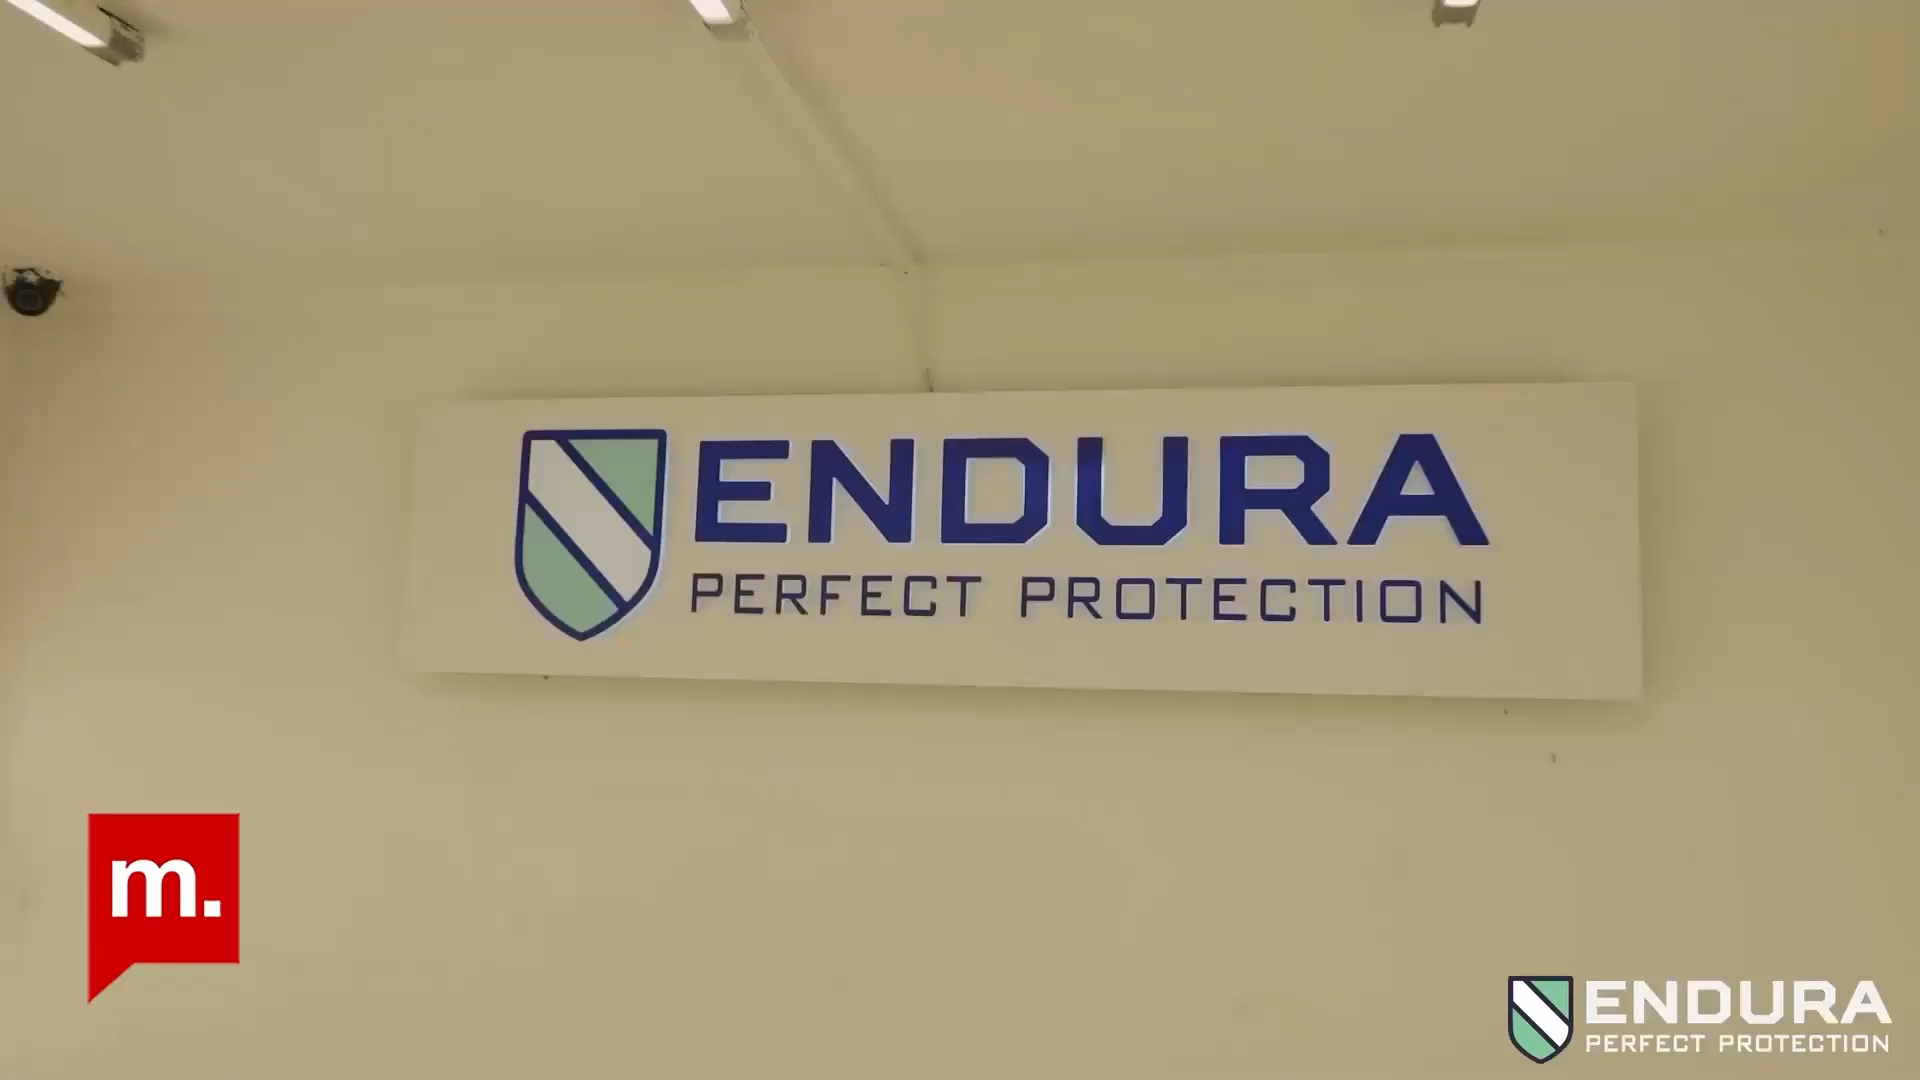 ENDURA
PERFECT PROTECTION
m.
ENDURA
PERFECT PROTECTION